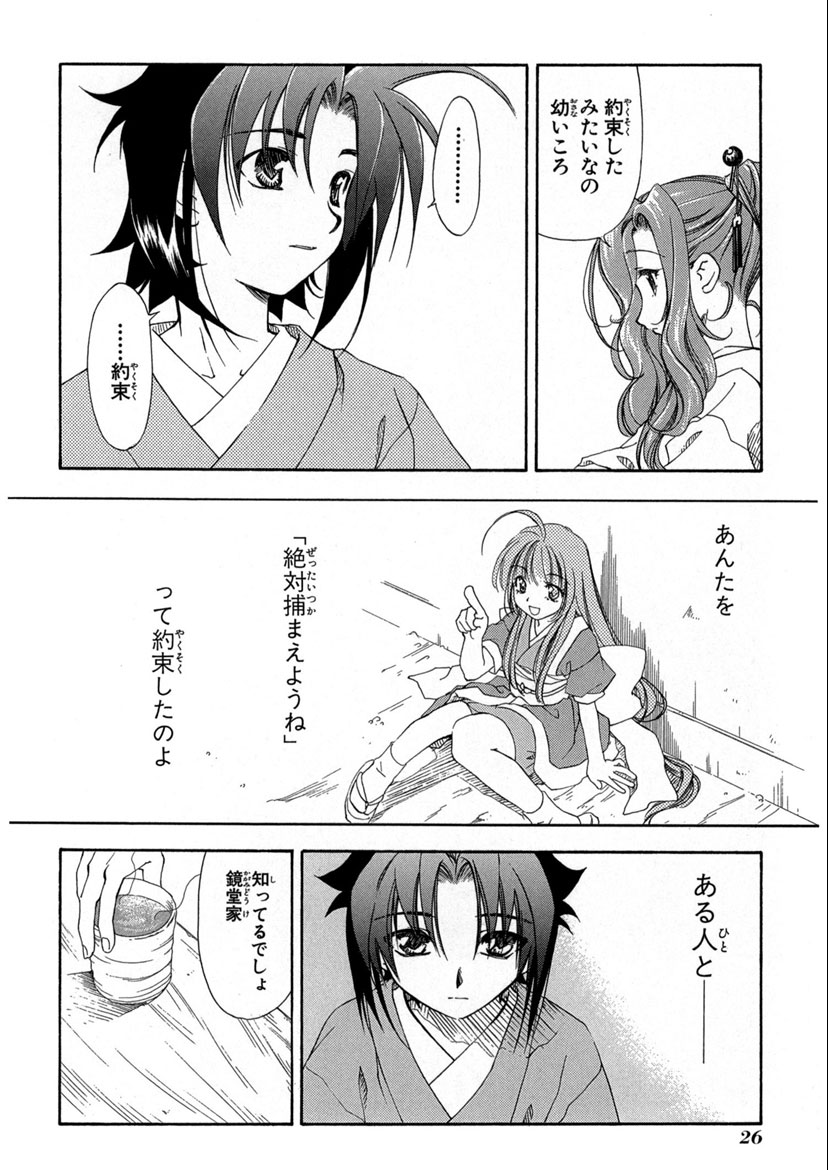 約束した
みたいなの
幼いころ
………
……
約束
あんたを
「絶対捕まえようね」
って約束したのよ
ある人と――
知ってるでしょ
鏡堂家
26